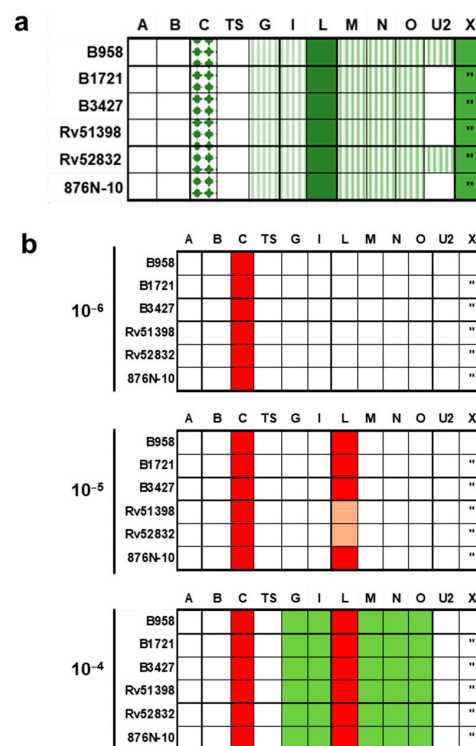 a
A B C TS G I L M N O U2 X
B958
B1721 "
B3427 "
Rv51398 "
Rv52832 "
876N-10 "
b
A B C TS G I L M N O U2 X
10⁻⁶
B958
B1721 "
B3427 "
Rv51398 "
Rv52832 "
876N-10 "
A B C TS G I L M N O U2 X
10⁻⁵
B958
B1721 "
B3427 "
Rv51398 "
Rv52832 "
876N-10 "
A B C TS G I L M N O U2 X
10⁻⁴
B958
B1721 "
B3427 "
Rv51398 "
Rv52832 "
876N-10 "